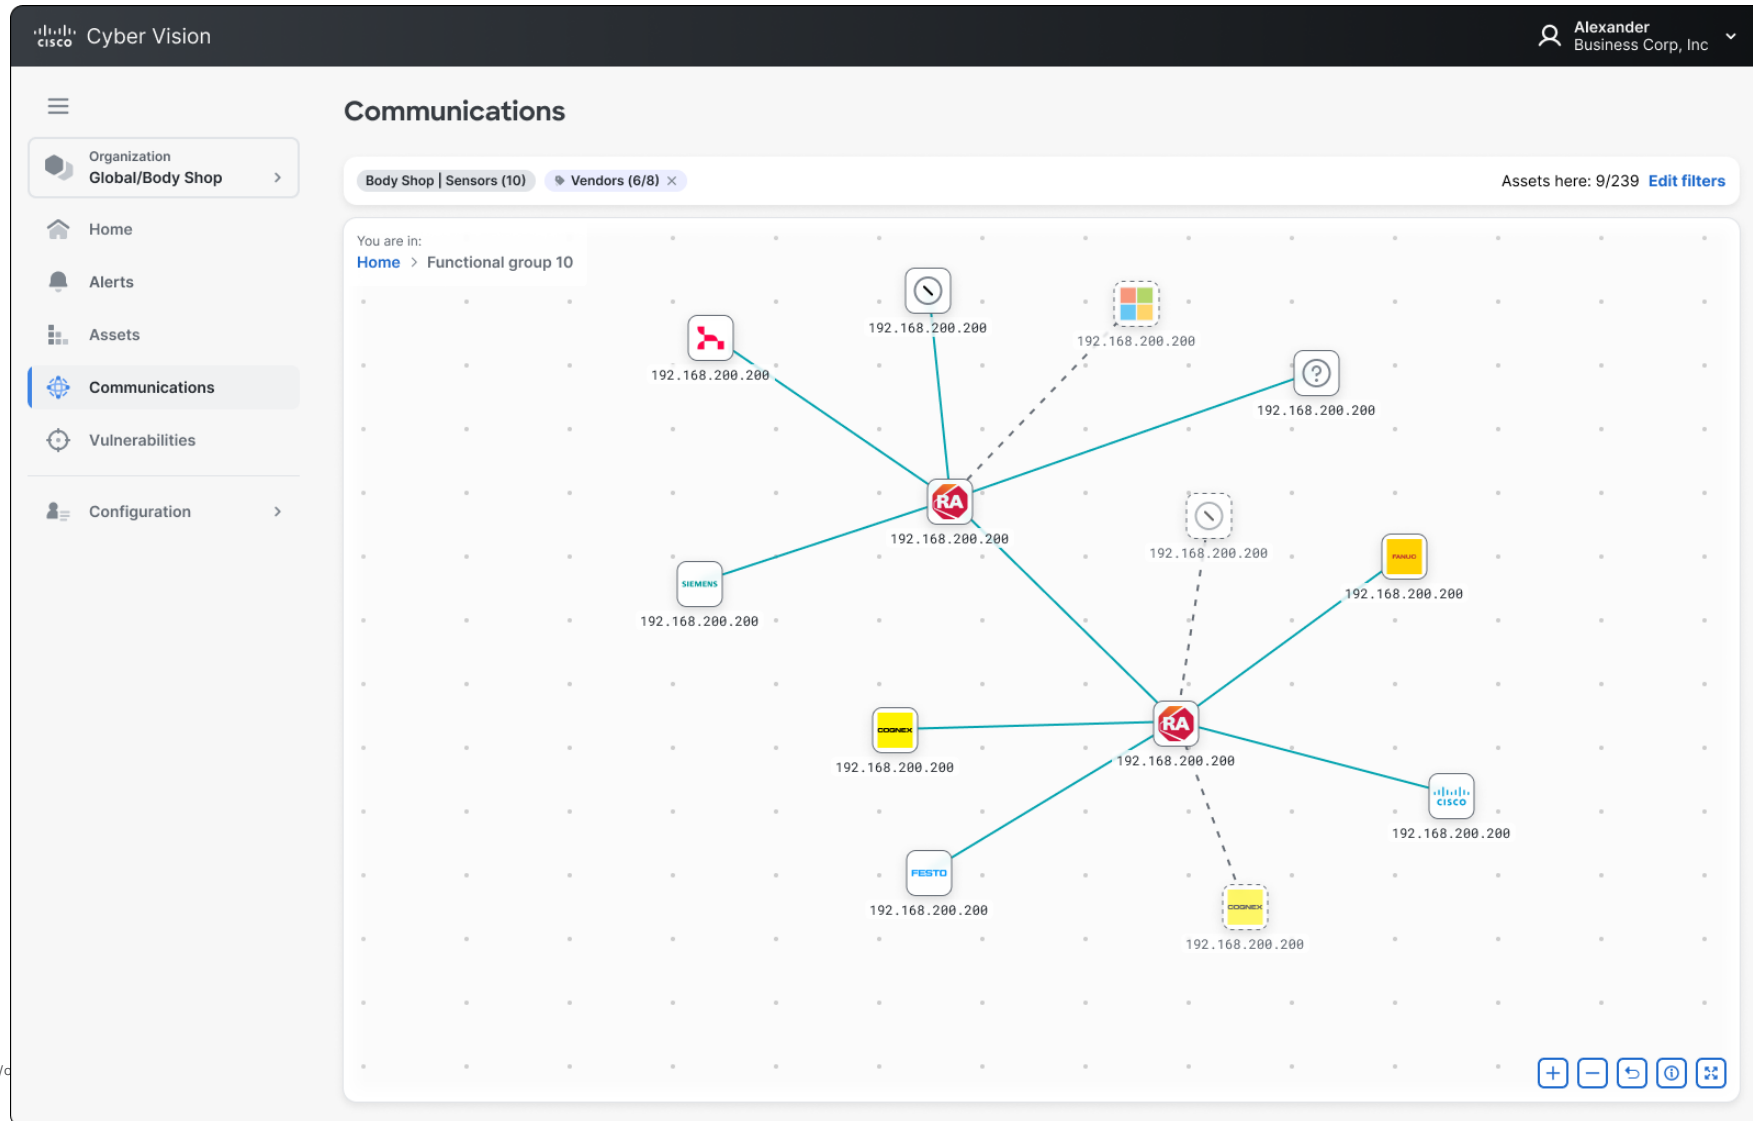 CISCO Cyber Vision
Alexander
Business Corp, Inc
Organization
Global/Body Shop
Home
Alerts
Assets
Communications
Vulnerabilities
Configuration
Communications
Body Shop | Sensors (10)
Vendors (6/8)
Assets here: 9/239 Edit filters
You are in:
Home > Functional group 10
192.168.200.200
192.168.200.200
192.168.200.200
?
192.168.200.200
RA
192.168.200.200
192.168.200.200
FANUC
192.168.200.200
SIEMENS
192.168.200.200
COGNEX
192.168.200.200
RA
192.168.200.200
CISCO
192.168.200.200
FESTO
192.168.200.200
COGNEX
192.168.200.200